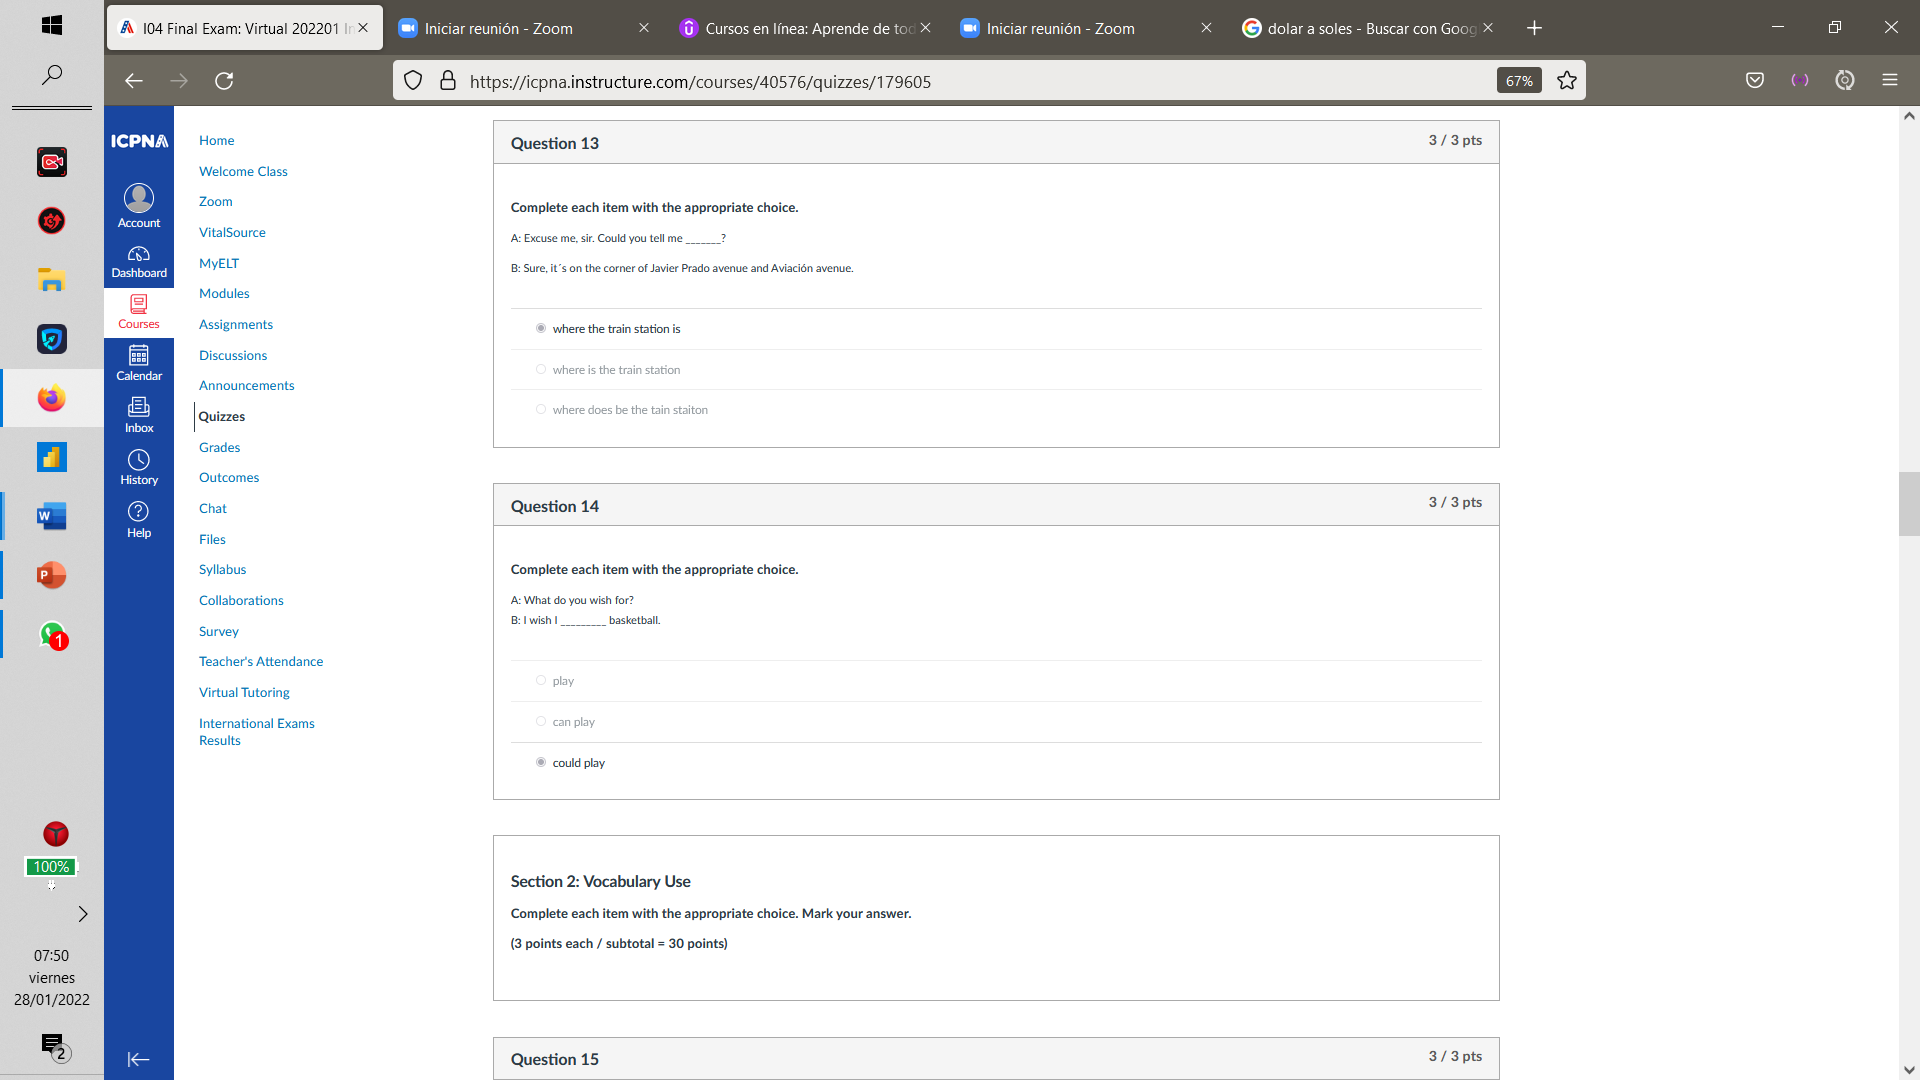 I04 Final Exam: Virtual 202201 In
Iniciar reunión - Zoom
Cursos en línea: Aprende de tod
Iniciar reunión - Zoom
dolar a soles - Buscar con Goog
https://icpna.instructure.com/courses/40576/quizzes/179605
67%
ICPNA
Account
Dashboard
Courses
Calendar
Inbox
History
Help
Home
Welcome Class
Zoom
VitalSource
MyELT
Modules
Assignments
Discussions
Announcements
Quizzes
Grades
Outcomes
Chat
Files
Syllabus
Collaborations
Survey
Teacher's Attendance
Virtual Tutoring
International Exams
Results
Question 13
3 / 3 pts
Complete each item with the appropriate choice.
A: Excuse me, sir. Could you tell me _______?
B: Sure, it´s on the corner of Javier Prado avenue and Aviación avenue.
where the train station is
where is the train station
where does be the tain staiton
Question 14
3 / 3 pts
Complete each item with the appropriate choice.
A: What do you wish for?
B: I wish I _________ basketball.
play
can play
could play
Section 2: Vocabulary Use
Complete each item with the appropriate choice. Mark your answer.
(3 points each / subtotal = 30 points)
Question 15
3 / 3 pts
W
P
1
100%
07:50
viernes
28/01/2022
2